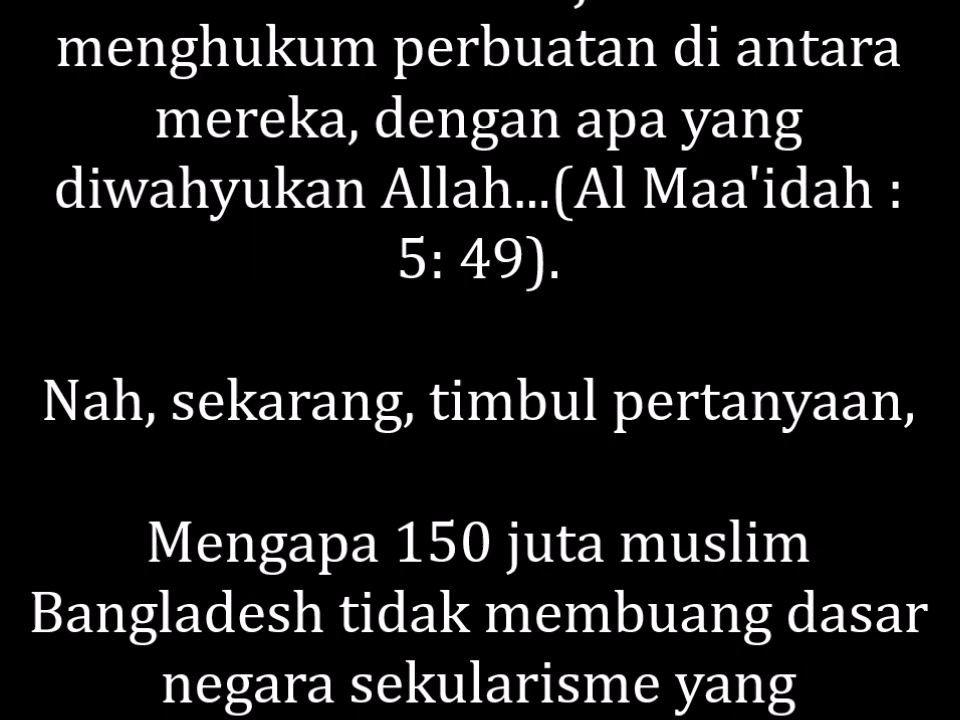 menghukum perbuatan di antara
mereka, dengan apa yang
diwahyukan Allah...(Al Maa'idah :
5: 49).
Nah, sekarang, timbul pertanyaan,
Mengapa 150 juta muslim
Bangladesh tidak membuang dasar
negara sekularisme yang